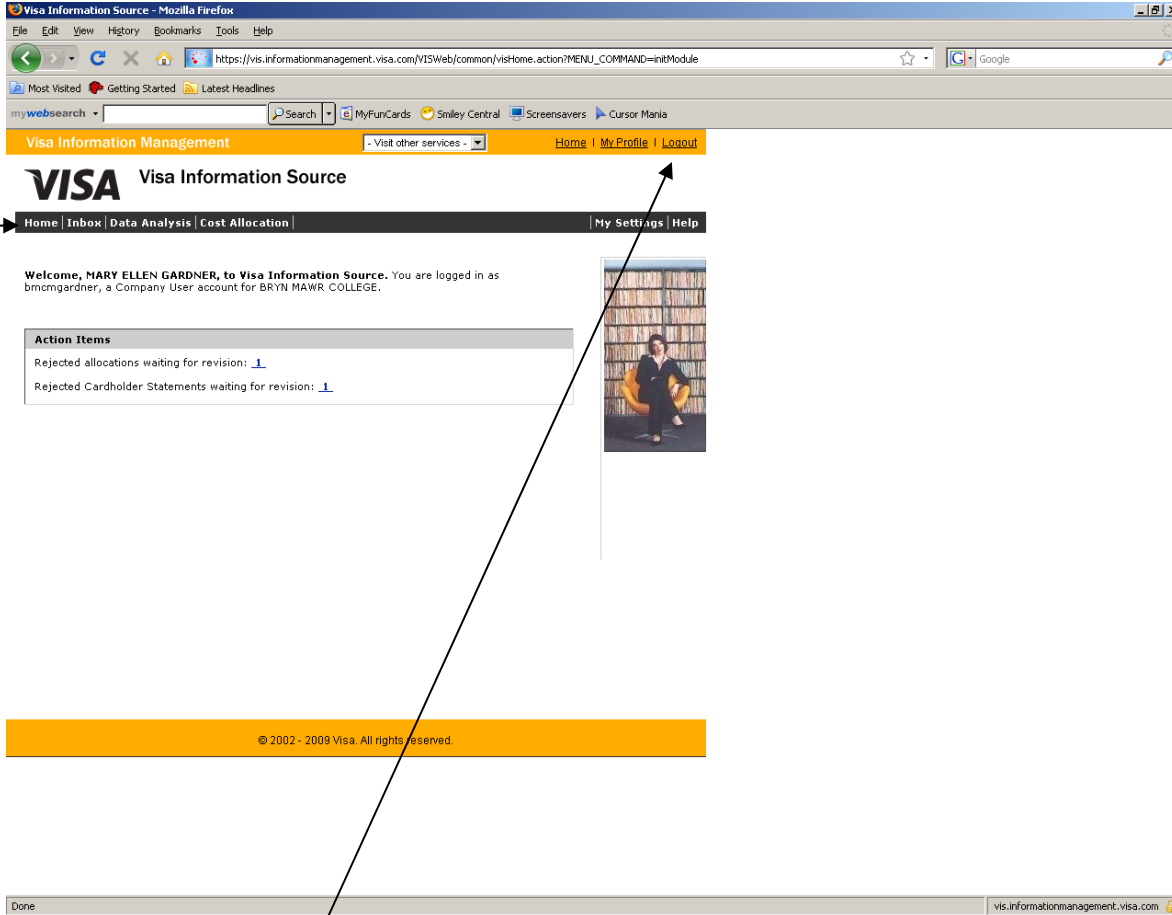 Visa Information Source - Mozilla Firefox
File Edit View History Bookmarks Tools Help
https://vis.informationmanagement.visa.com/VISWeb/common/visHome.action?MENU_COMMAND=initModule
G Google
Most Visited Getting Started Latest Headlines
mywebsearch Search MyFunCards Smiley Central Screensavers Cursor Mania
Visa Information Management - Visit other services - Home | My Profile | Logout
VISA Visa Information Source
Home | Inbox | Data Analysis | Cost Allocation | | My Settings | Help
Welcome, MARY ELLEN GARDNER, to Visa Information Source. You are logged in as
bmcmgardner, a Company User account for BRYN MAWR COLLEGE.
Action Items
Rejected allocations waiting for revision: 1
Rejected Cardholder Statements waiting for revision: 1
© 2002 - 2009 Visa. All rights reserved.
Done vis.informationmanagement.visa.com